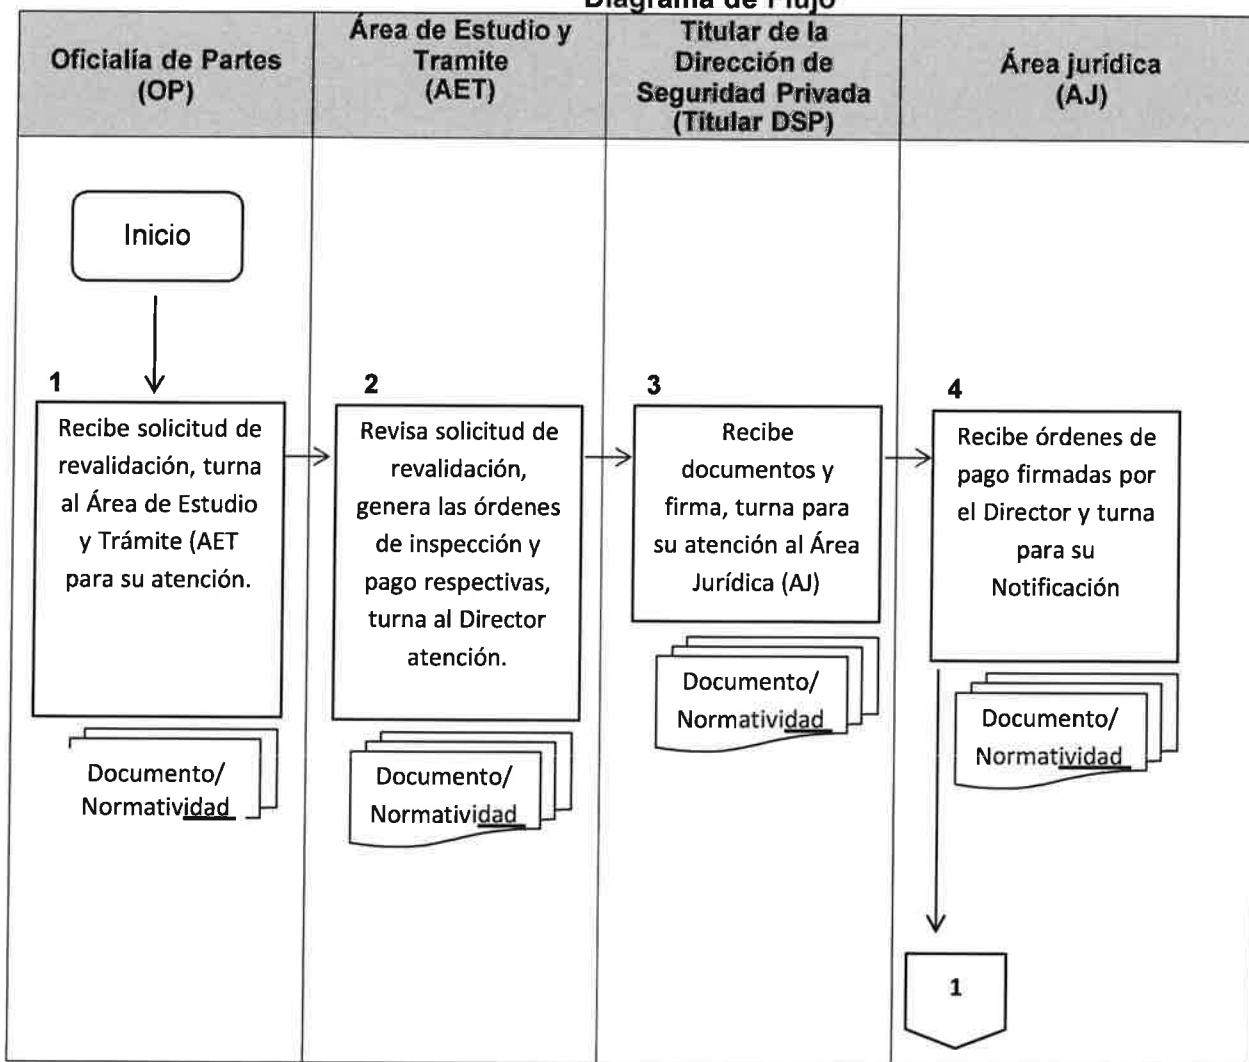 Diagrama de Flujo
Oficialía de Partes
(OP)
Área de Estudio y
Tramite
(AET)
Titular de la
Dirección de
Seguridad Privada
(Titular DSP)
Área jurídica
(AJ)
Inicio
1
Recibe solicitud de
revalidación, turna
al Área de Estudio
y Trámite (AET
para su atención.
Documento/
Normatividad
2
Revisa solicitud de
revalidación,
genera las órdenes
de inspección y
pago respectivas,
turna al Director
atención.
Documento/
Normatividad
3
Recibe
documentos y
firma, turna para
su atención al Área
Jurídica (AJ)
Documento/
Normatividad
4
Recibe órdenes de
pago firmadas por
el Director y turna
para su
Notificación
Documento/
Normatividad
1